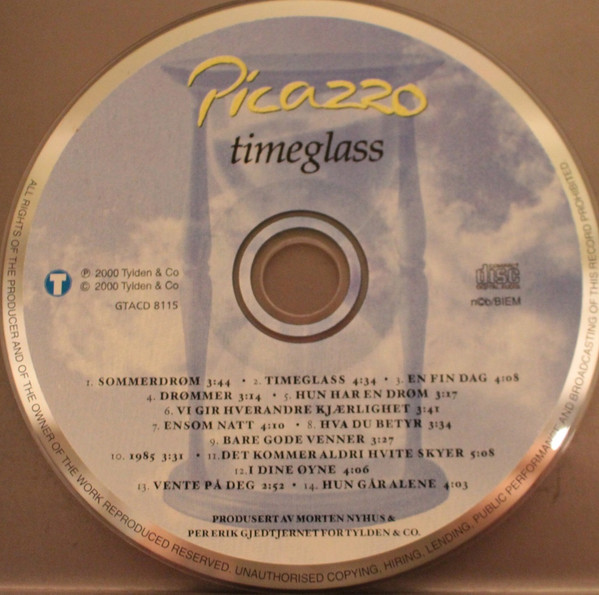 Picazzo
timeglass
T
℗ 2000 Tylden & Co
© 2000 Tylden & Co
GTACD 8115
COMPACT
disc
DIGITAL AUDIO
ncb/BIEM
1. SOMMERDRØM 3:44 • 2. TIMEGLASS 4:34 • 3. EN FIN DAG 4:08
4. DRØMMER 3:14 • 5. HUN HAR EN DRØM 3:17
6. VI GIR HVERANDRE KJÆRLIGHET 3:41
7. ENSOM NATT 4:10 • 8. HVA DU BETYR 3:34
9. BARE GODE VENNER 3:27
10. 1985 3:31 • 11. DET KOMMER ALDRI HVITE SKYER 5:08
12. I DINE ØYNE 4:06
13. VENTE PÅ DEG 2:52 • 14. HUN GÅR ALENE 4:03
PRODUSERT AV MORTEN NYHUS &
PER ERIK GJEDTJERNET FOR TYLDEN & CO.
ALL RIGHTS OF THE PRODUCER AND OF THE OWNER OF THE WORK REPRODUCED RESERVED. UNAUTHORISED COPYING, HIRING, LENDING, PUBLIC PERFORMANCE AND BROADCASTING OF THIS RECORD PROHIBITED